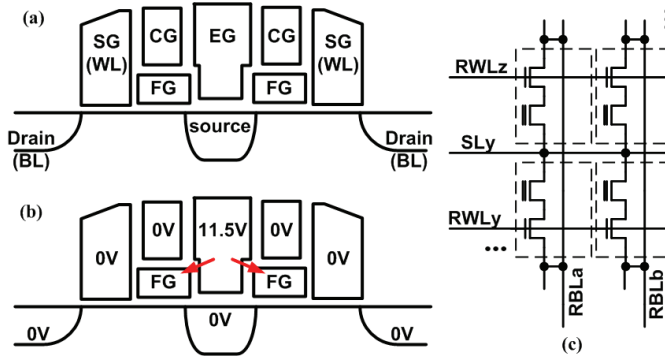 (a)
SG
(WL)
CG
EG
CG
SG
(WL)
FG
FG
Drain
(BL)
source
Drain
(BL)
(b)
0V
0V
11.5V
0V
0V
FG
FG
0V
0V
0V
RWLz
SLy
RWLy
...
RBLa
RBLb
(c)